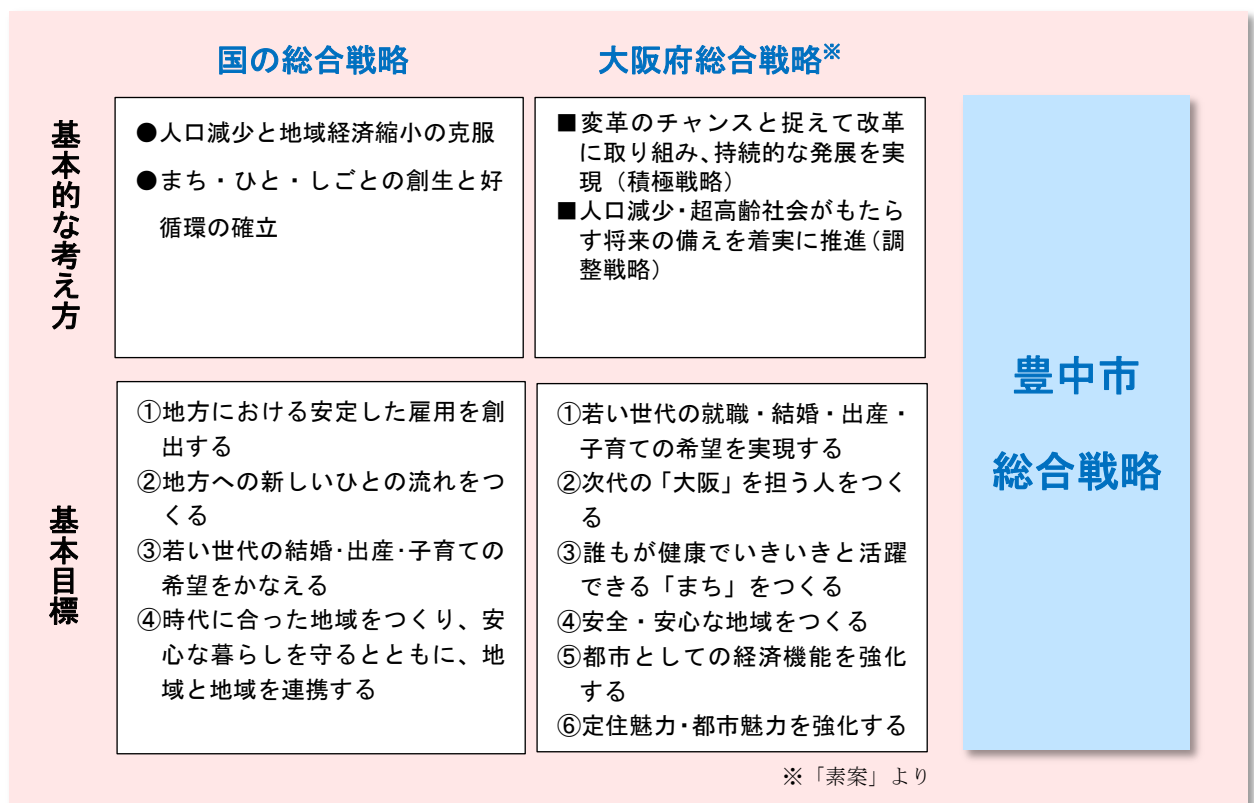 国の総合戦略
大阪府総合戦略※
基本的な考え方
●人口減少と地域経済縮小の克服
●まち・ひと・しごとの創生と好
循環の確立
■変革のチャンスと捉えて改革
に取り組み、持続的な発展を実
現（積極戦略）
■人口減少・超高齢社会がもたら
す将来の備えを着実に推進（調
整戦略）
基本目標
①地方における安定した雇用を創
出する
②地方への新しいひとの流れをつ
くる
③若い世代の結婚・出産・子育ての
希望をかなえる
④時代に合った地域をつくり、安
心な暮らしを守るとともに、地
域と地域を連携する
①若い世代の就職・結婚・出産・
子育ての希望を実現する
②次代の「大阪」を担う人をつく
る
③誰もが健康でいきいきと活躍
できる「まち」をつくる
④安全・安心な地域をつくる
⑤都市としての経済機能を強化
する
⑥定住魅力・都市魅力を強化する
豊中市
総合戦略
※「素案」より